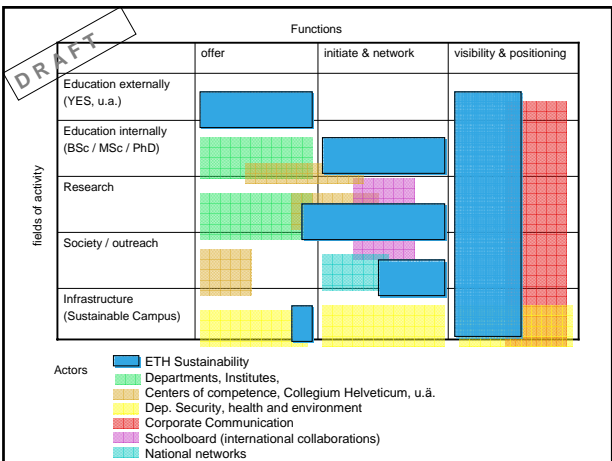 DRAFT
Functions
offer
initiate & network
visibility & positioning
fields of activity
Education externally
(YES, u.a.)
Education internally
(BSc / MSc / PhD)
Research
Society / outreach
Infrastructure
(Sustainable Campus)
Actors
ETH Sustainability
Departments, Institutes,
Centers of competence, Collegium Helveticum, u.ä.
Dep. Security, health and environment
Corporate Communication
Schoolboard (international collaborations)
National networks